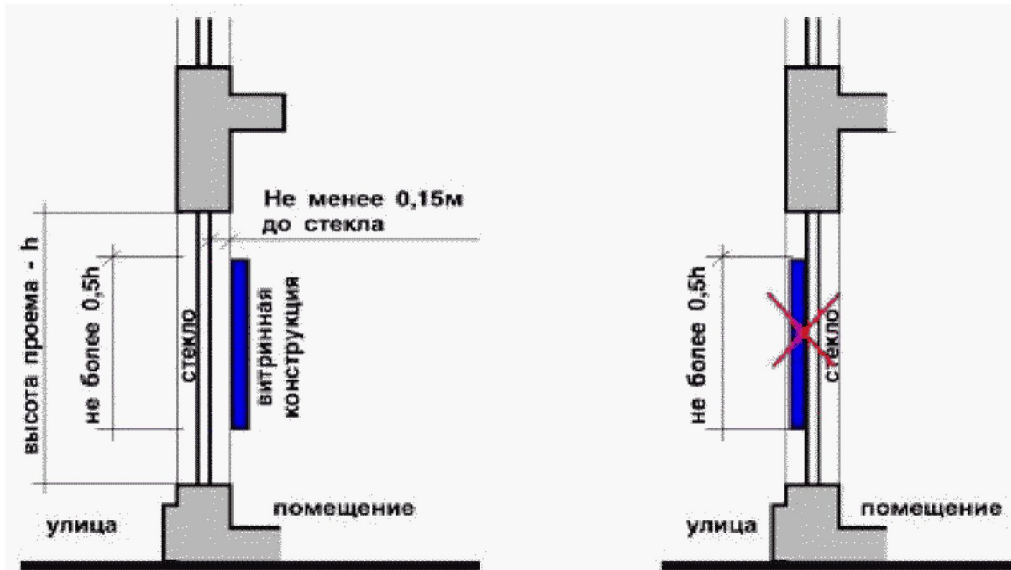 Не менее 0,15м
до стекла
высота проема - h
не более 0,5h
стекло
витринная
конструкция
улица
помещение
не более 0,5h
стекло
улица
помещение